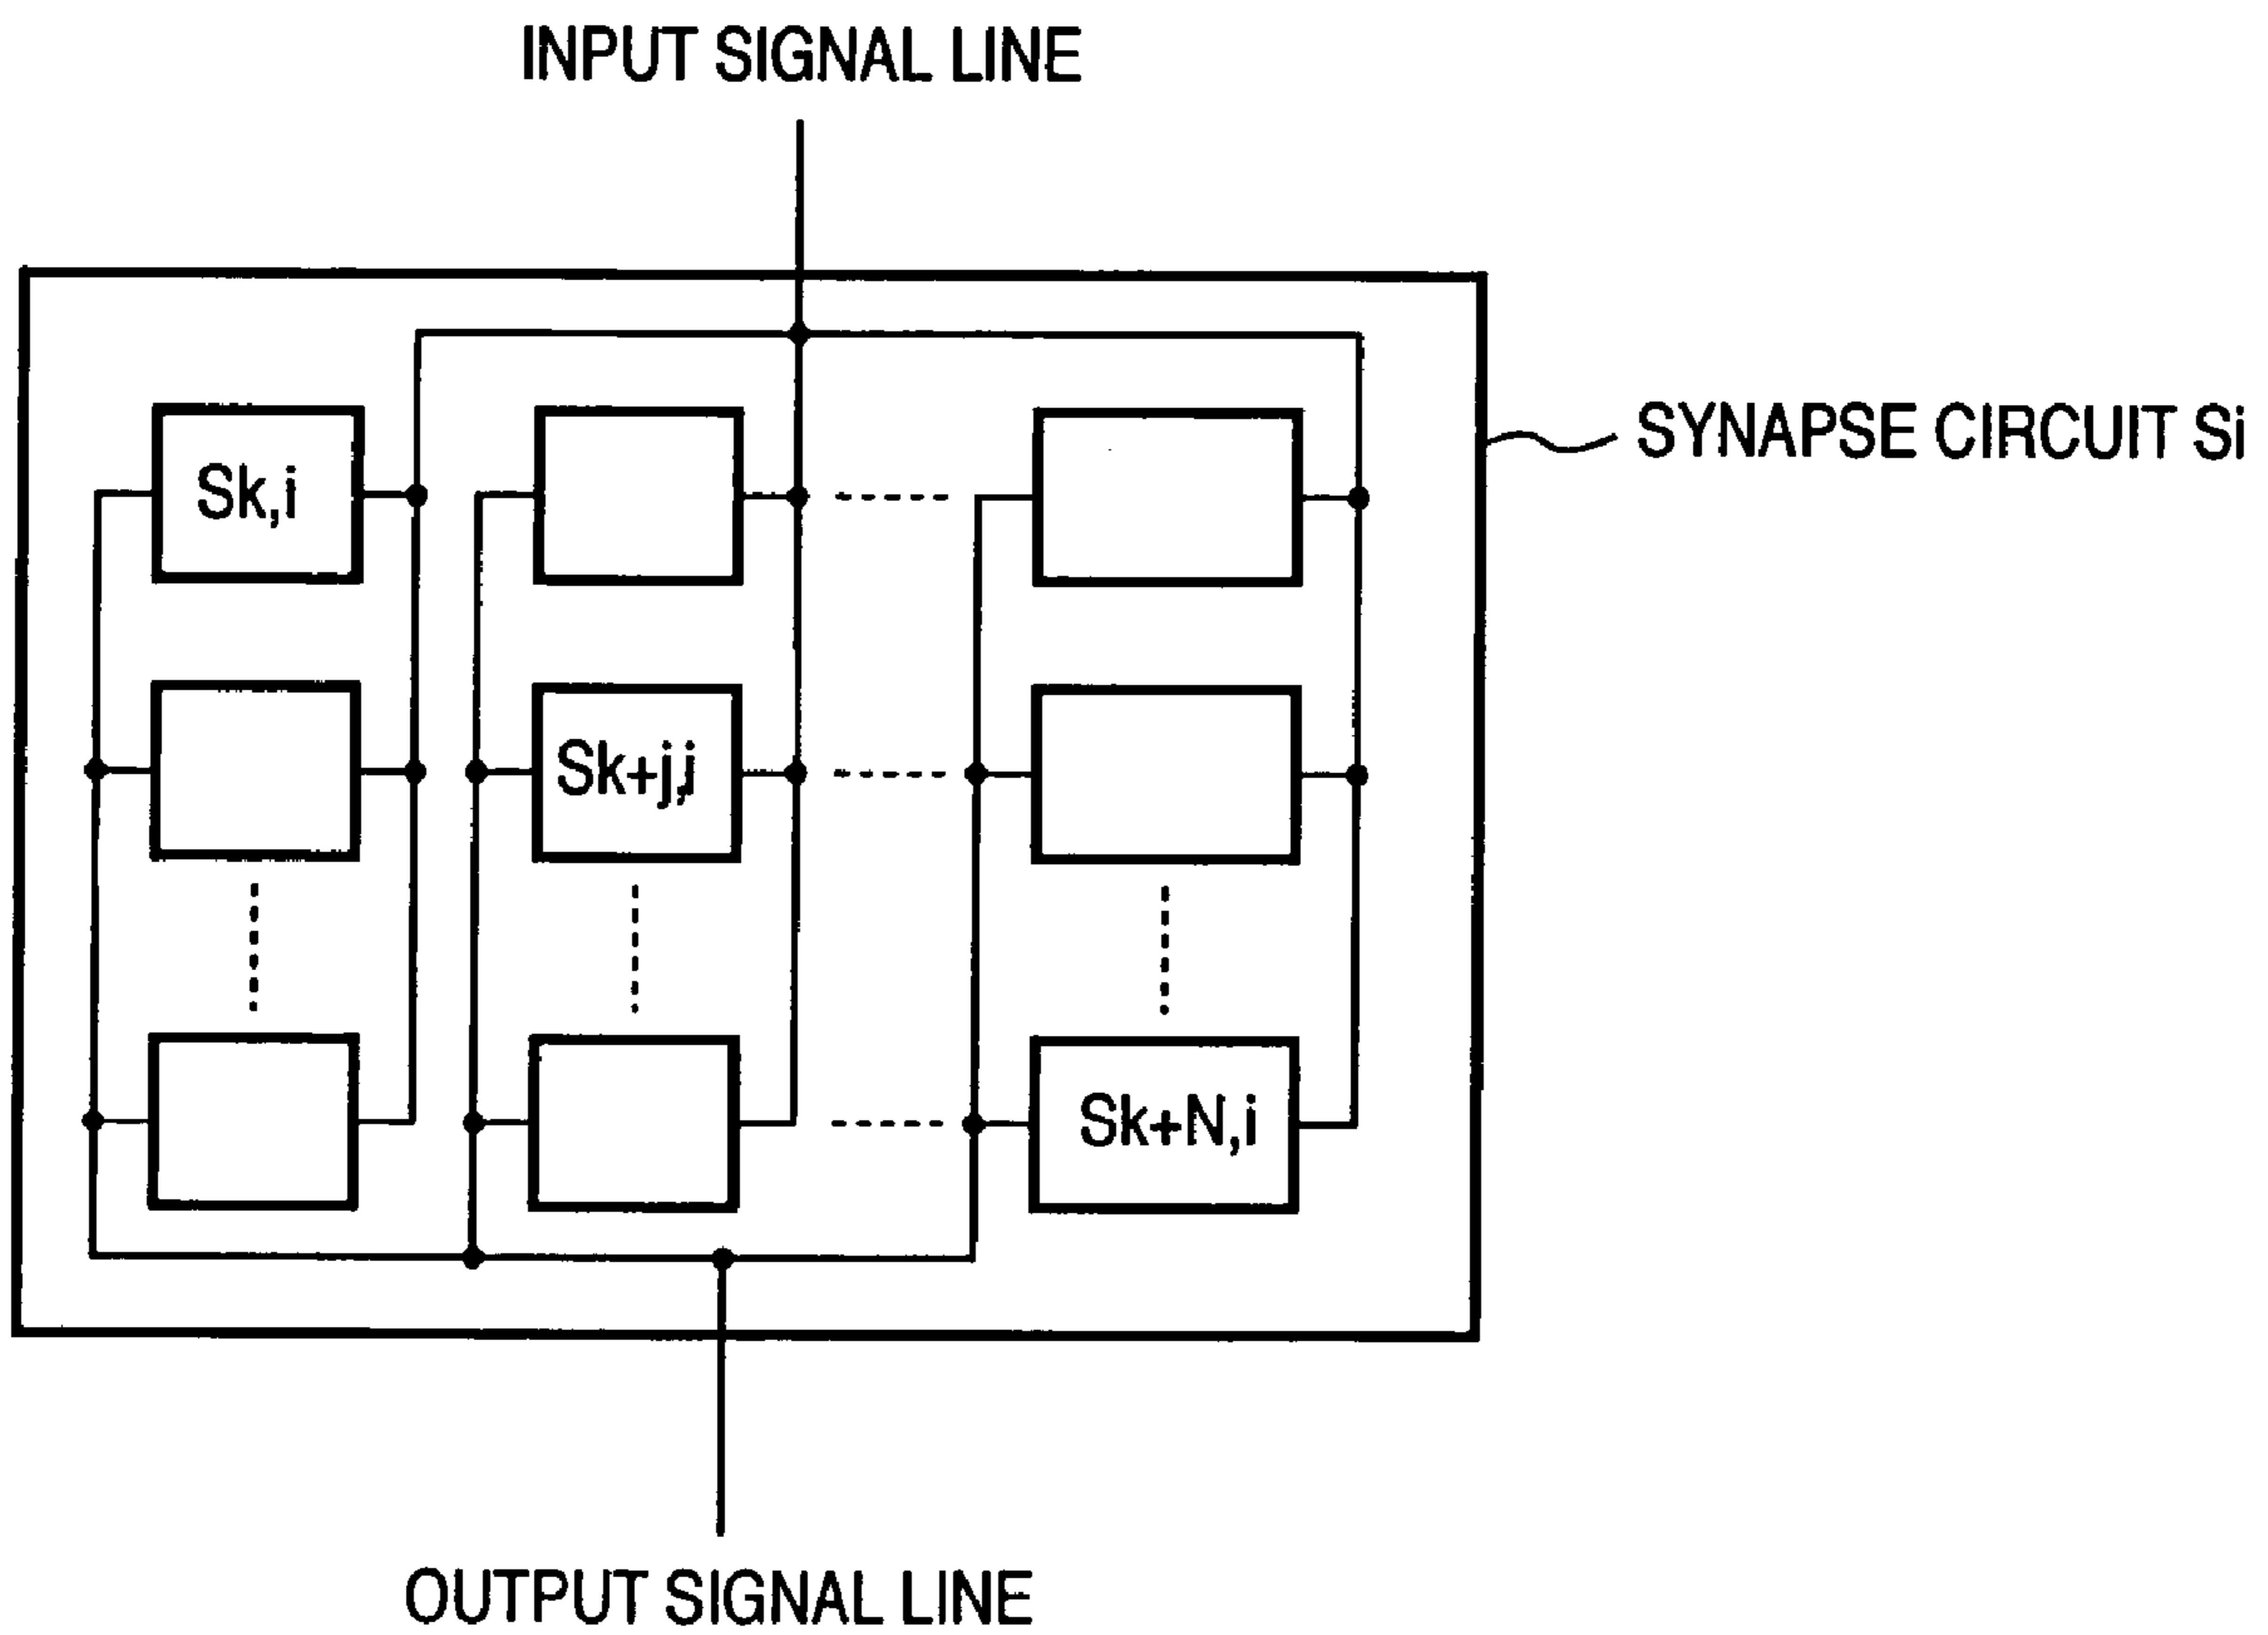 INPUT SIGNAL LINE
SYNAPSE CIRCUIT Si
Sk,i
Sk+j,i
Sk+N,i
OUTPUT SIGNAL LINE